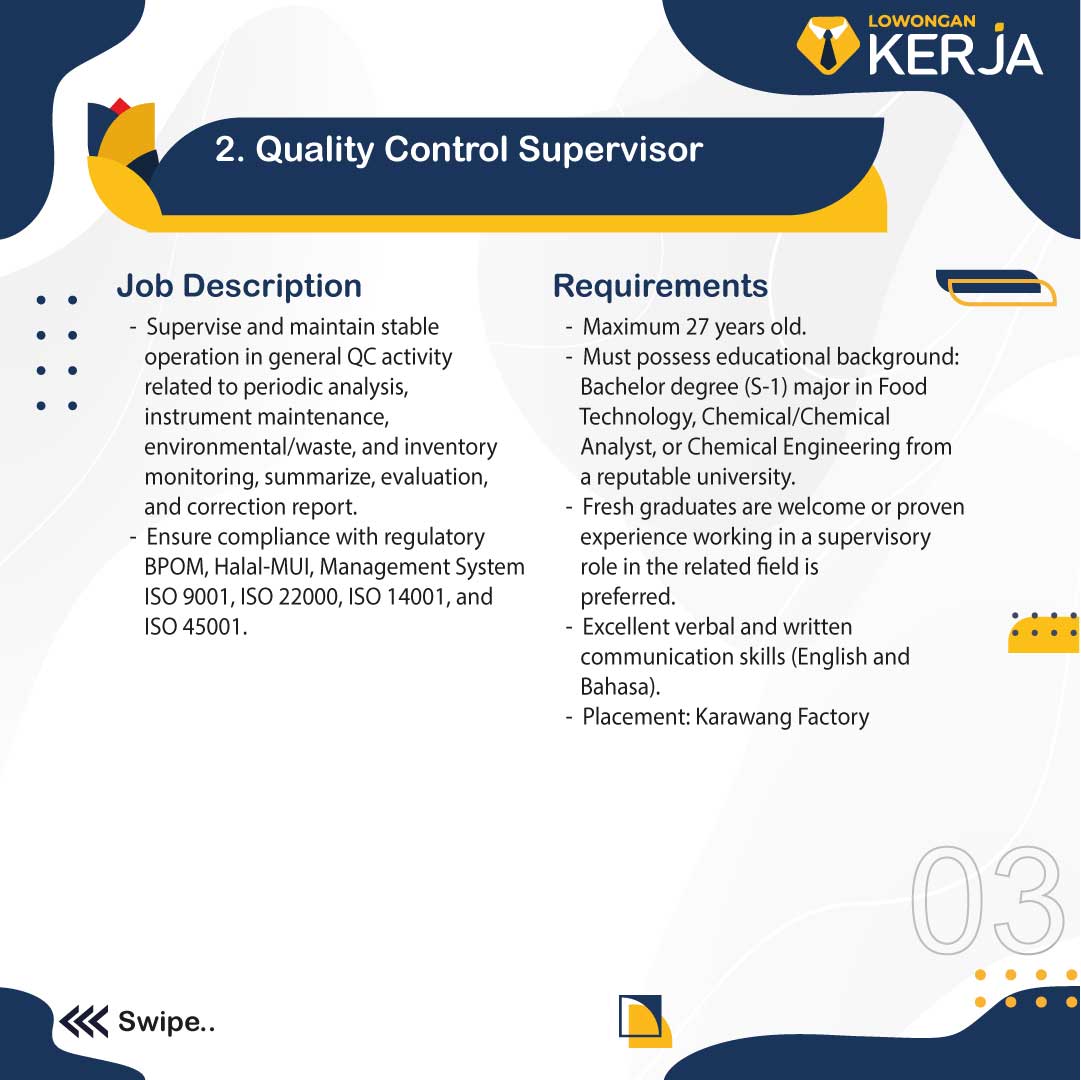 LOWONGAN
KERJA
2. Quality Control Supervisor
Job Description
- Supervise and maintain stable
operation in general QC activity
related to periodic analysis,
instrument maintenance,
environmental/waste, and inventory
monitoring, summarize, evaluation,
and correction report.
- Ensure compliance with regulatory
BPOM, Halal-MUI, Management System
ISO 9001, ISO 22000, ISO 14001, and
ISO 45001.
Requirements
- Maximum 27 years old.
- Must possess educational background:
Bachelor degree (S-1) major in Food
Technology, Chemical/Chemical
Analyst, or Chemical Engineering from
a reputable university.
- Fresh graduates are welcome or proven
experience working in a supervisory
role in the related field is
preferred.
- Excellent verbal and written
communication skills (English and
Bahasa).
- Placement: Karawang Factory
03
Swipe..